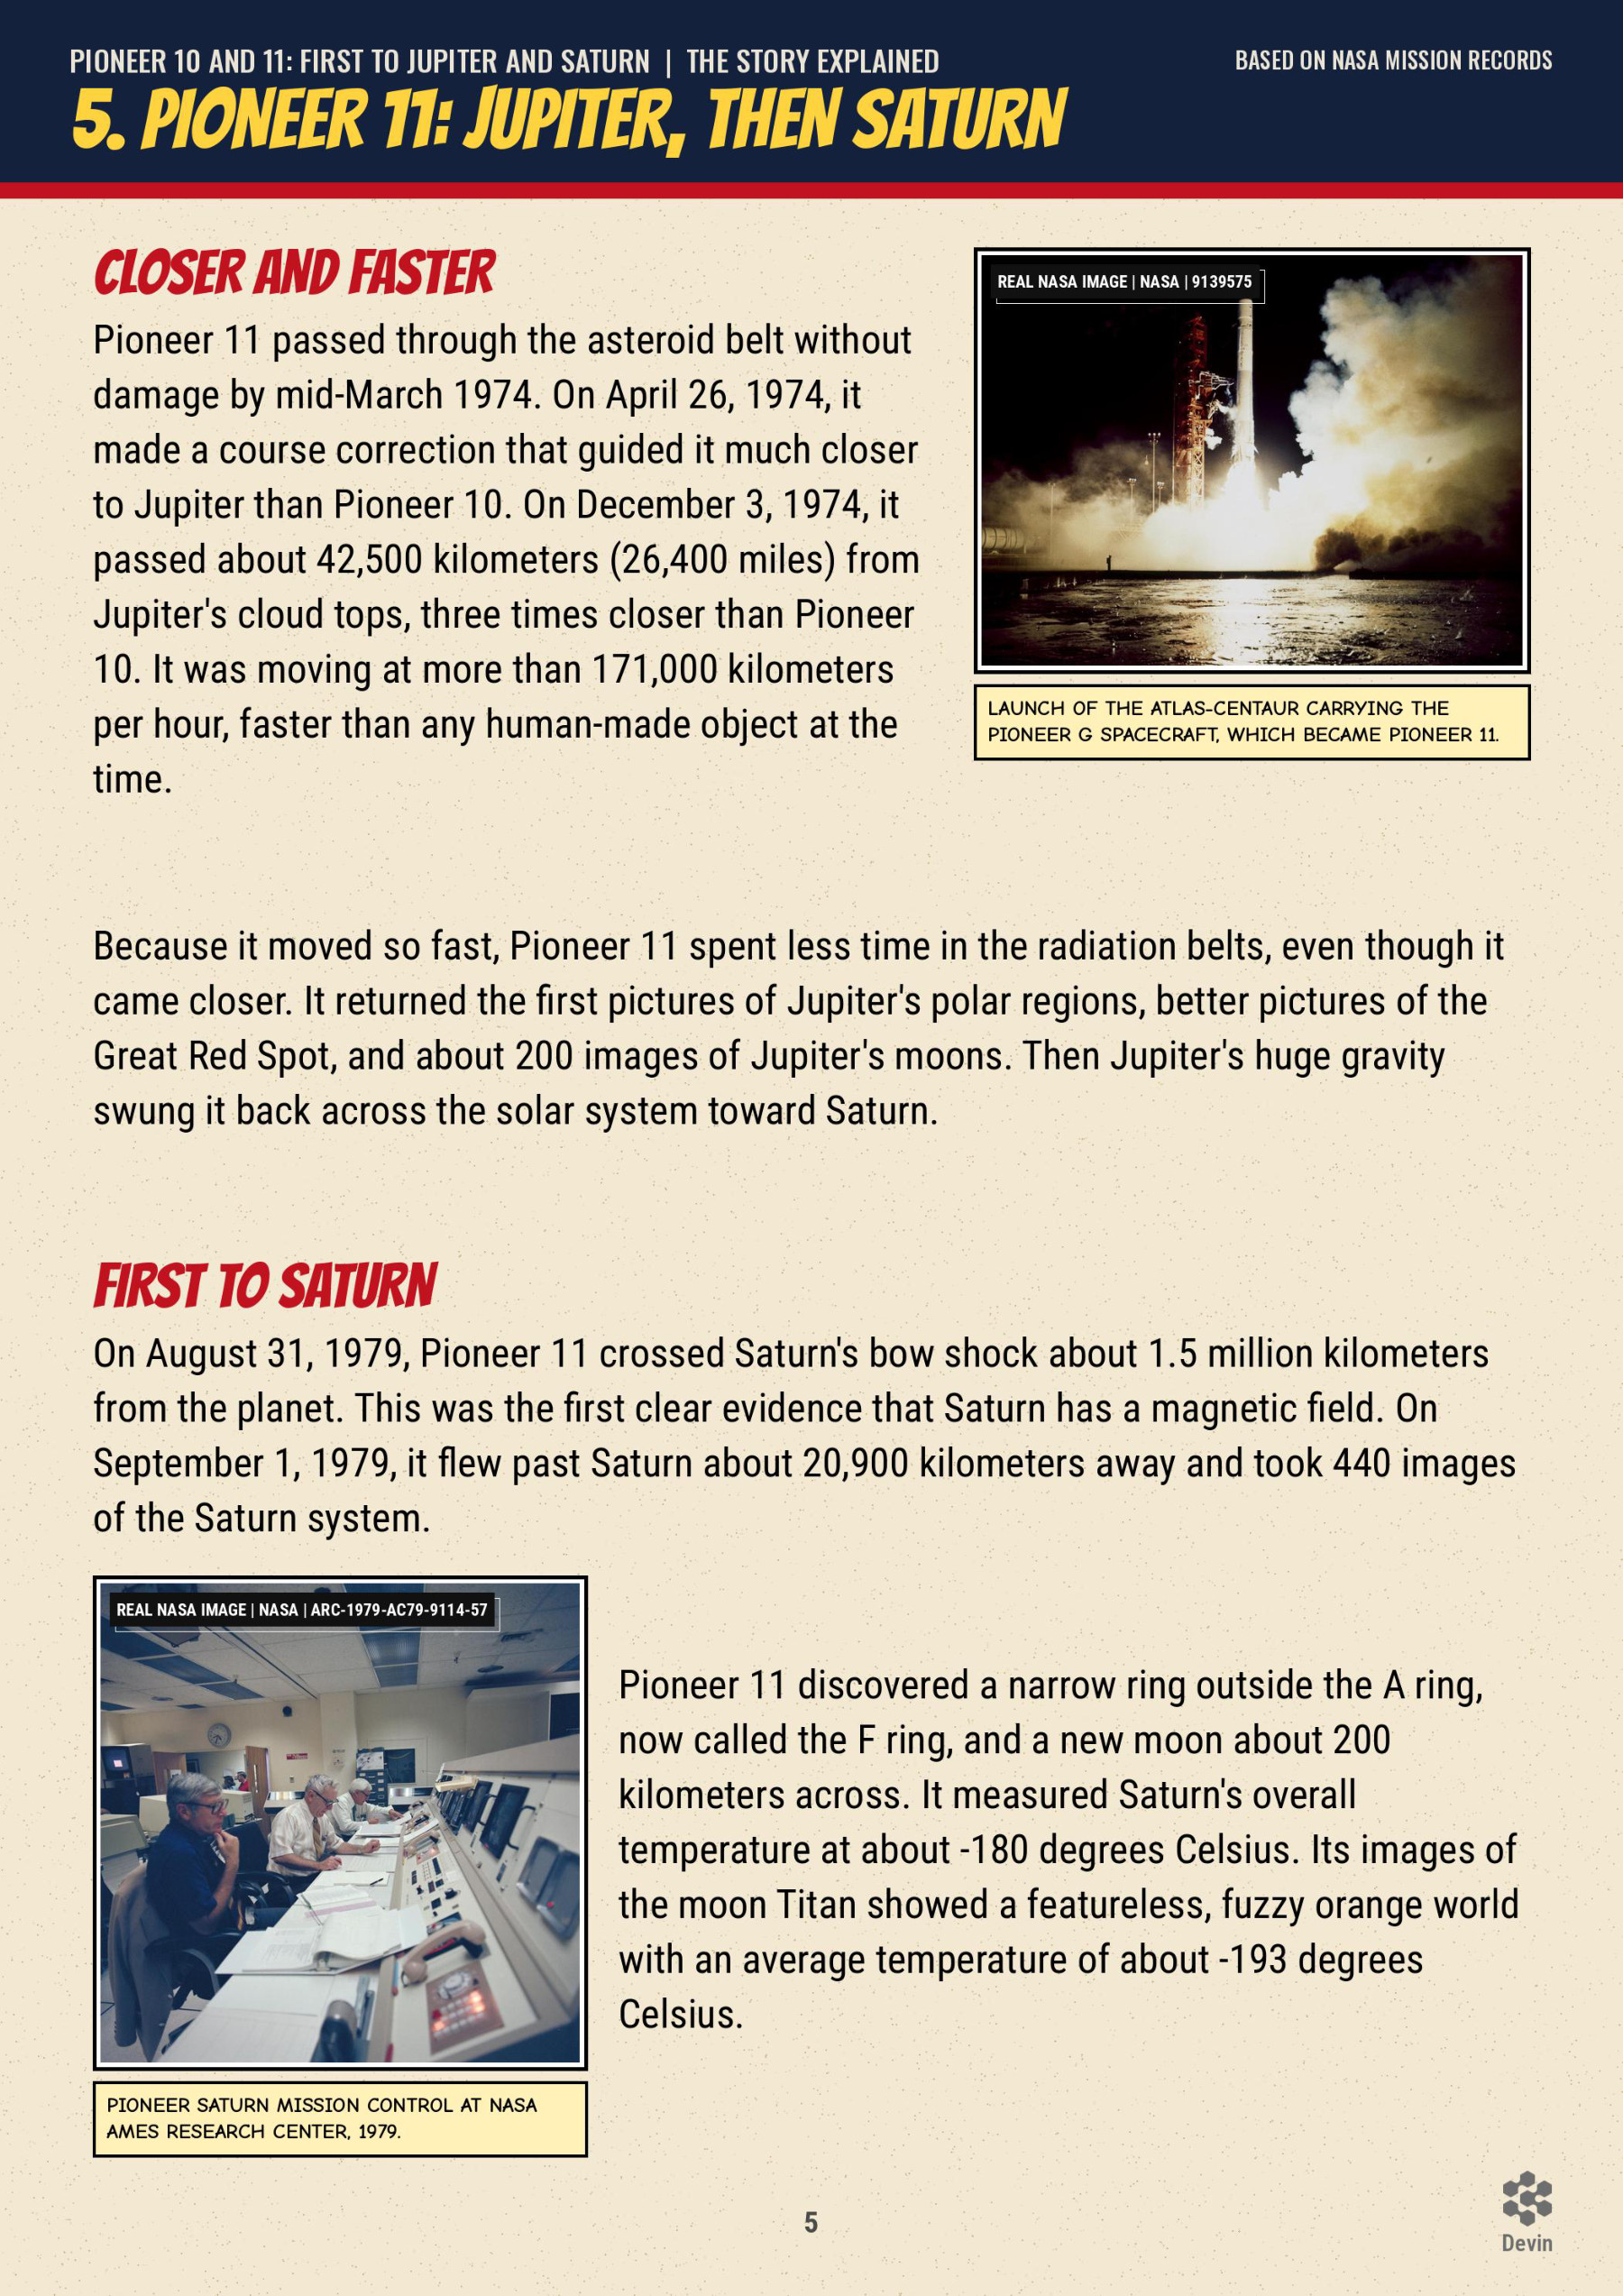 PIONEER 10 AND 11: FIRST TO JUPITER AND SATURN | THE STORY EXPLAINED
BASED ON NASA MISSION RECORDS
5. PIONEER 11: JUPITER, THEN SATURN
CLOSER AND FASTER
Pioneer 11 passed through the asteroid belt without
damage by mid-March 1974. On April 26, 1974, it
made a course correction that guided it much closer
to Jupiter than Pioneer 10. On December 3, 1974, it
passed about 42,500 kilometers (26,400 miles) from
Jupiter's cloud tops, three times closer than Pioneer
10. It was moving at more than 171,000 kilometers
per hour, faster than any human-made object at the
time.
REAL NASA IMAGE | NASA | 9139575
LAUNCH OF THE ATLAS-CENTAUR CARRYING THE
PIONEER G SPACECRAFT, WHICH BECAME PIONEER 11.
Because it moved so fast, Pioneer 11 spent less time in the radiation belts, even though it
came closer. It returned the first pictures of Jupiter's polar regions, better pictures of the
Great Red Spot, and about 200 images of Jupiter's moons. Then Jupiter's huge gravity
swung it back across the solar system toward Saturn.
FIRST TO SATURN
On August 31, 1979, Pioneer 11 crossed Saturn's bow shock about 1.5 million kilometers
from the planet. This was the first clear evidence that Saturn has a magnetic field. On
September 1, 1979, it flew past Saturn about 20,900 kilometers away and took 440 images
of the Saturn system.
REAL NASA IMAGE | NASA | ARC-1979-AC79-9114-57
PIONEER SATURN MISSION CONTROL AT NASA
AMES RESEARCH CENTER, 1979.
Pioneer 11 discovered a narrow ring outside the A ring,
now called the F ring, and a new moon about 200
kilometers across. It measured Saturn's overall
temperature at about -180 degrees Celsius. Its images of
the moon Titan showed a featureless, fuzzy orange world
with an average temperature of about -193 degrees
Celsius.
5
Devin